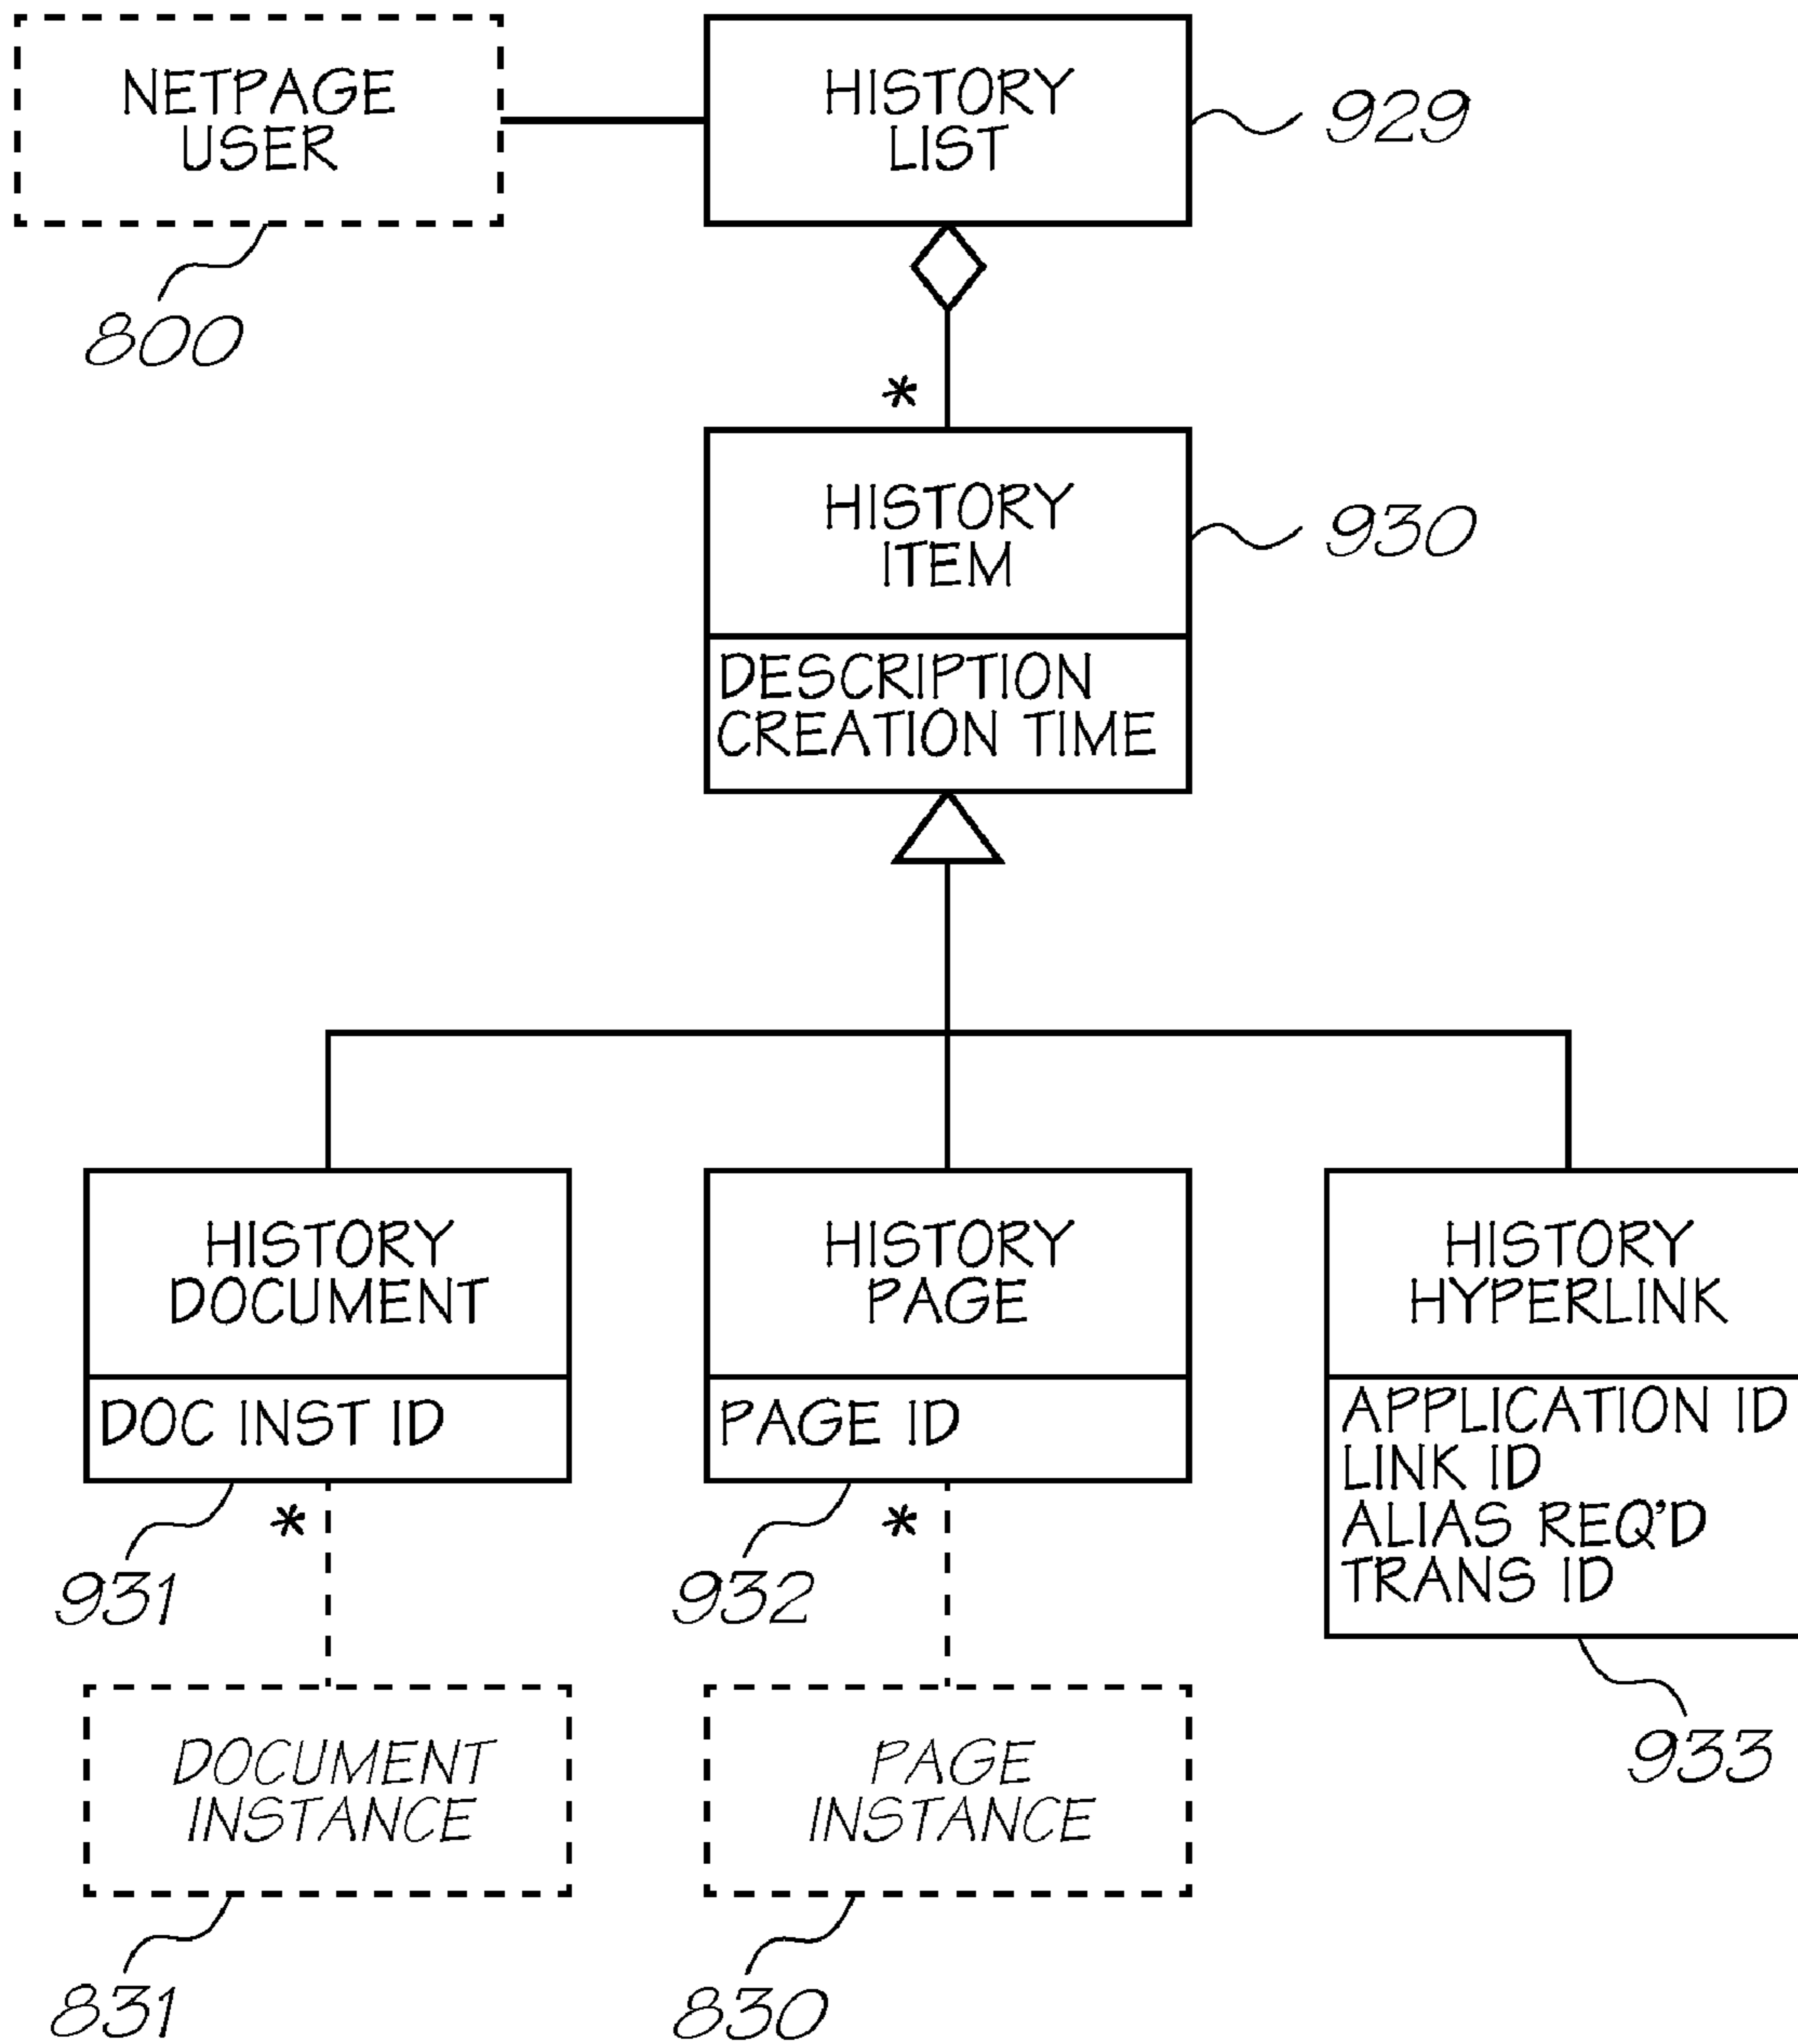 NETPAGE
USER
800
HISTORY
LIST
929
*
HISTORY
ITEM
930
DESCRIPTION
CREATION TIME
HISTORY
DOCUMENT
DOC INST ID
931
*
HISTORY
PAGE
PAGE ID
932
*
HISTORY
HYPERLINK
APPLICATION ID
LINK ID
ALIAS REQ'D
TRANS ID
933
DOCUMENT
INSTANCE
831
PAGE
INSTANCE
830